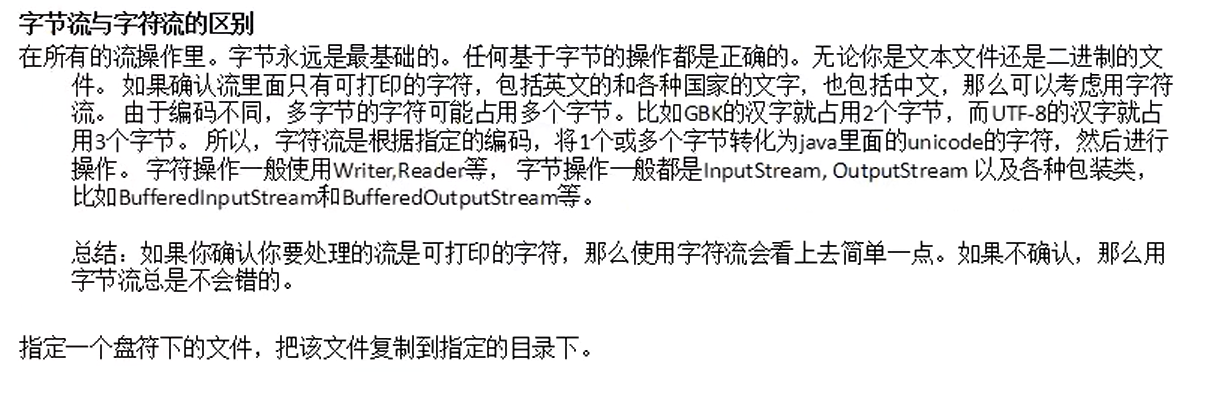 字节流与字符流的区别
在所有的流操作里。字节永远是最基础的。任何基于字节的操作都是正确的。无论你是文本文件还是二进制的文
件。 如果确认流里面只有可打印的字符，包括英文的和各种国家的文字，也包括中文，那么可以考虑用字符
流。 由于编码不同，多字节的字符可能占用多个字节。比如GBK的汉字就占用2个字节，而UTF-8的汉字就占
用3个字节。 所以，字符流是根据指定的编码，将1个或多个字节转化为java里面的unicode的字符，然后进行
操作。 字符操作一般使用Writer,Reader等， 字节操作一般都是InputStream, OutputStream 以及各种包装类，
比如BufferedInputStream和BufferedOutputStream等。
总结：如果你确认你要处理的流是可打印的字符，那么使用字符流会看上去简单一点。如果不确认，那么用
字节流总是不会错的。
指定一个盘符下的文件，把该文件复制到指定的目录下。